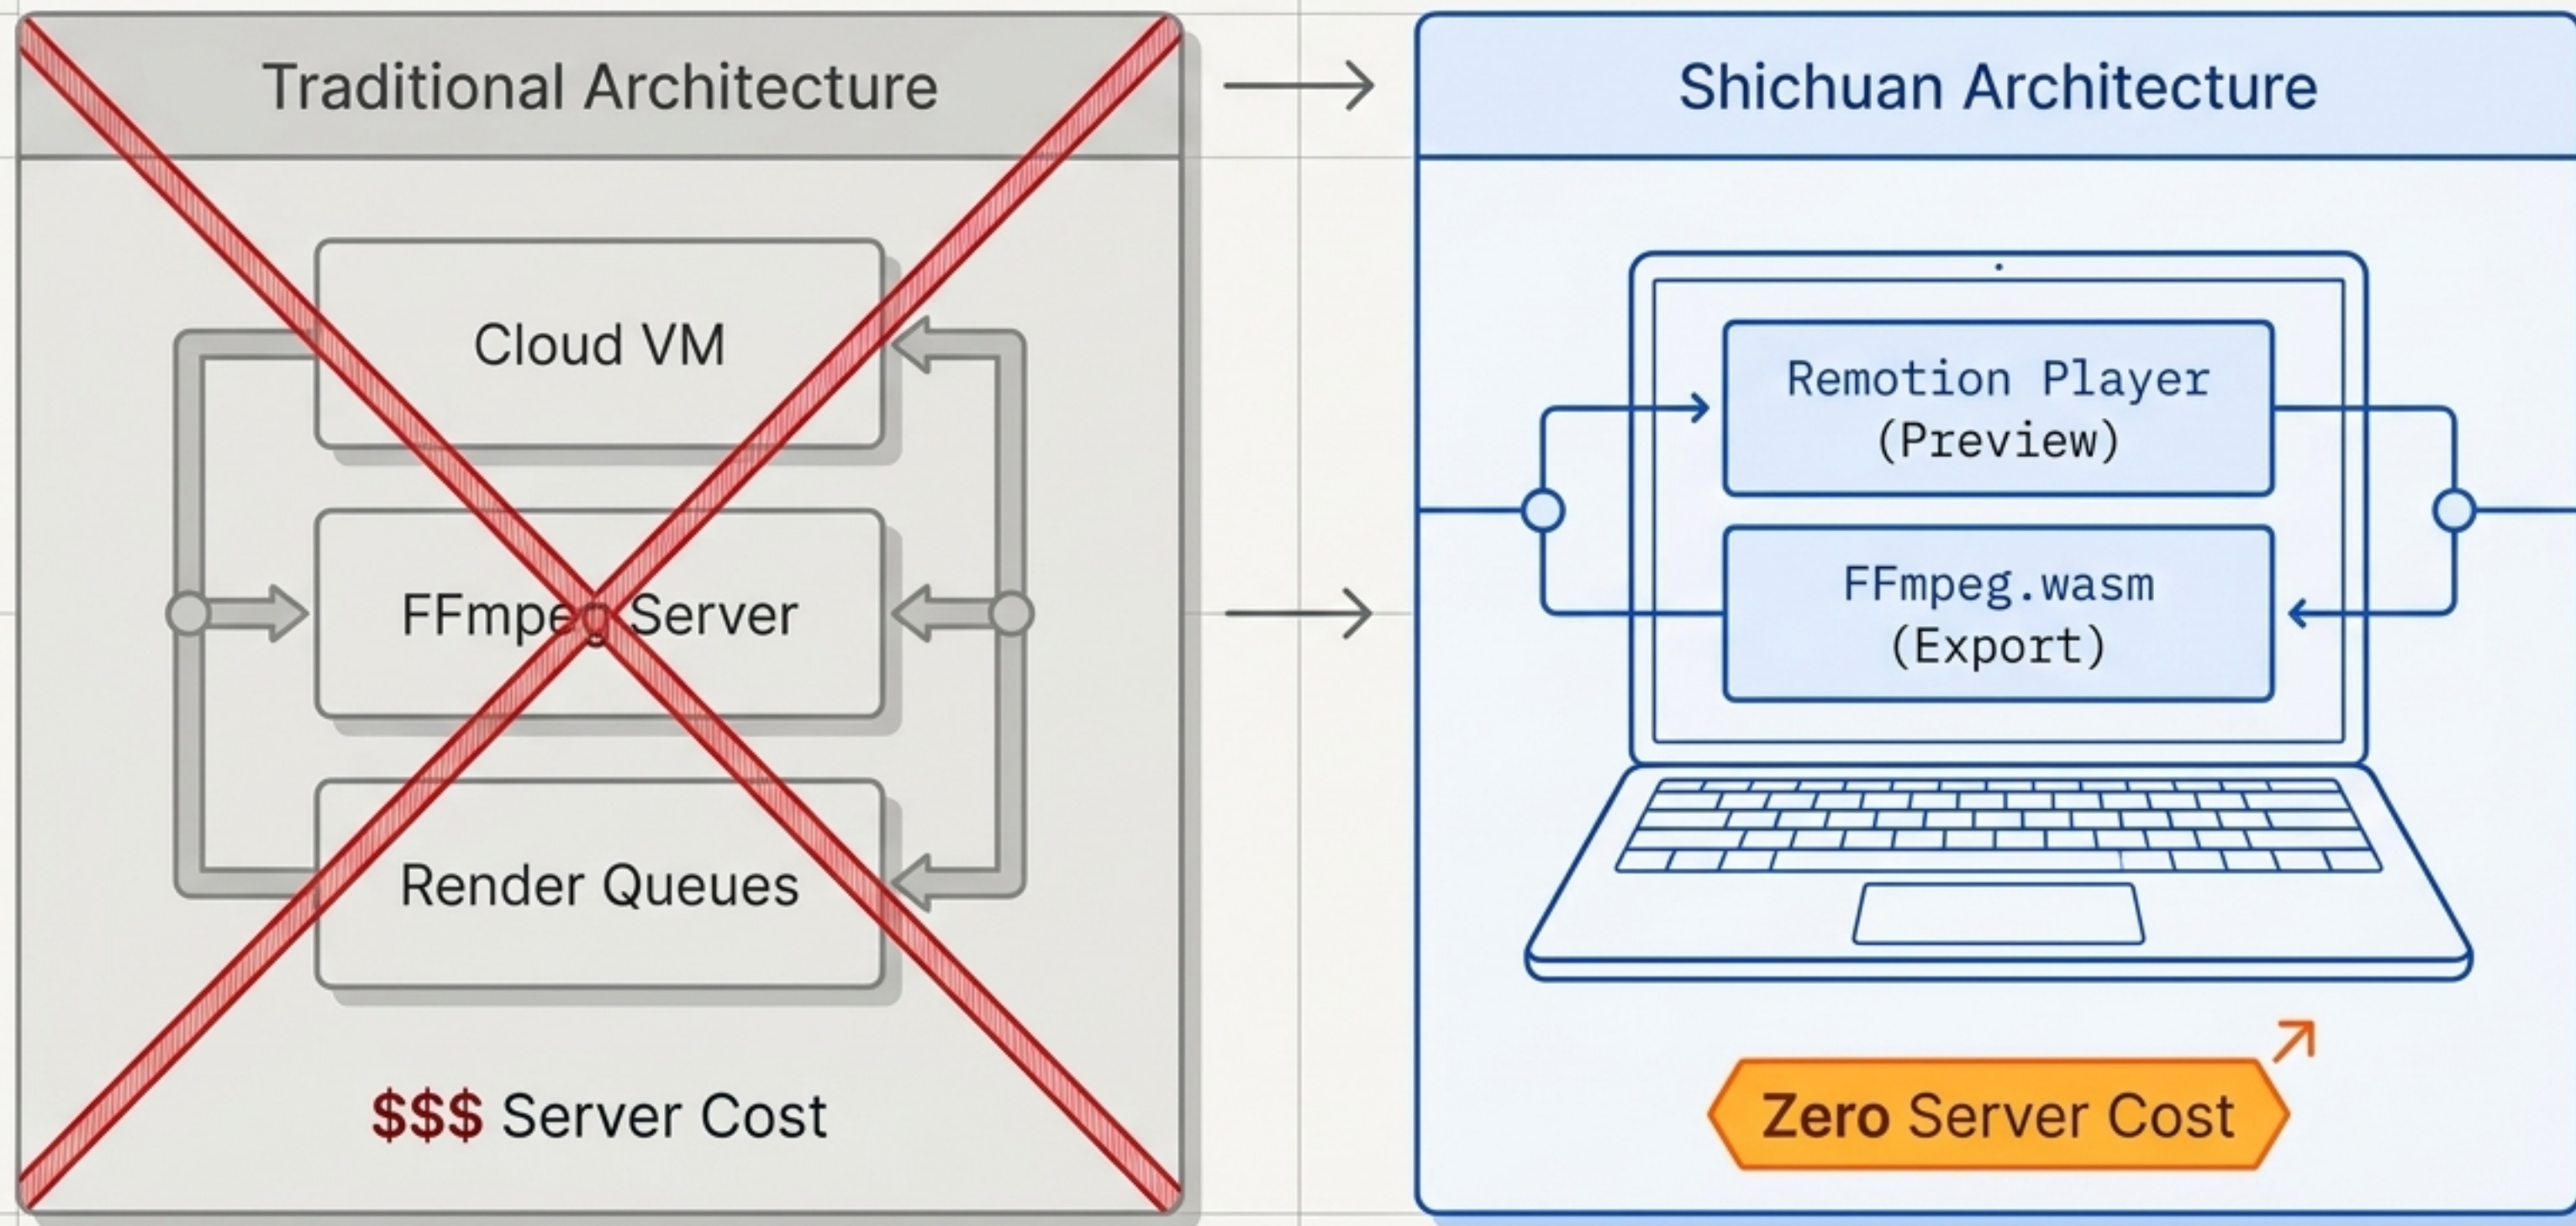 Traditional Architecture
Cloud VM
FFmpeg Server
Render Queues
$$$ Server Cost
Shichuan Architecture
Remotion Player
(Preview)
FFmpeg.wasm
(Export)
Zero Server Cost